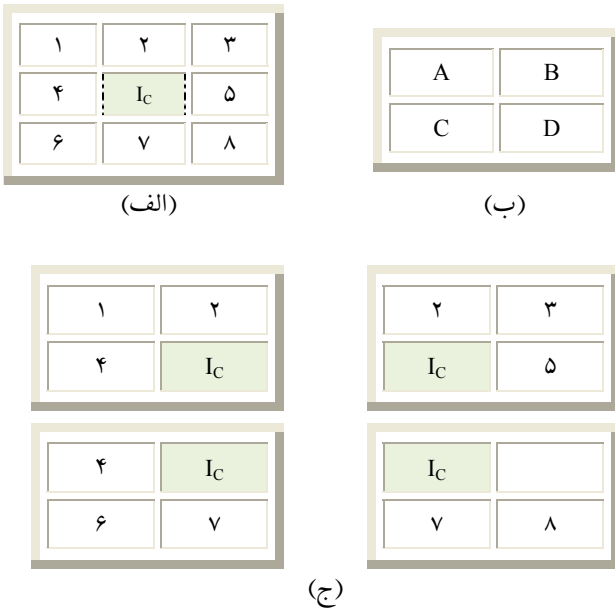 ۱ ۲ ۳
۴ I_C ۵
۶ ۷ ۸
(الف)
A B
C D
(ب)
۱ ۲
۴ I_C
۲ ۳
I_C ۵
۴ I_C
۶ ۷
I_C
۷ ۸
(ج)